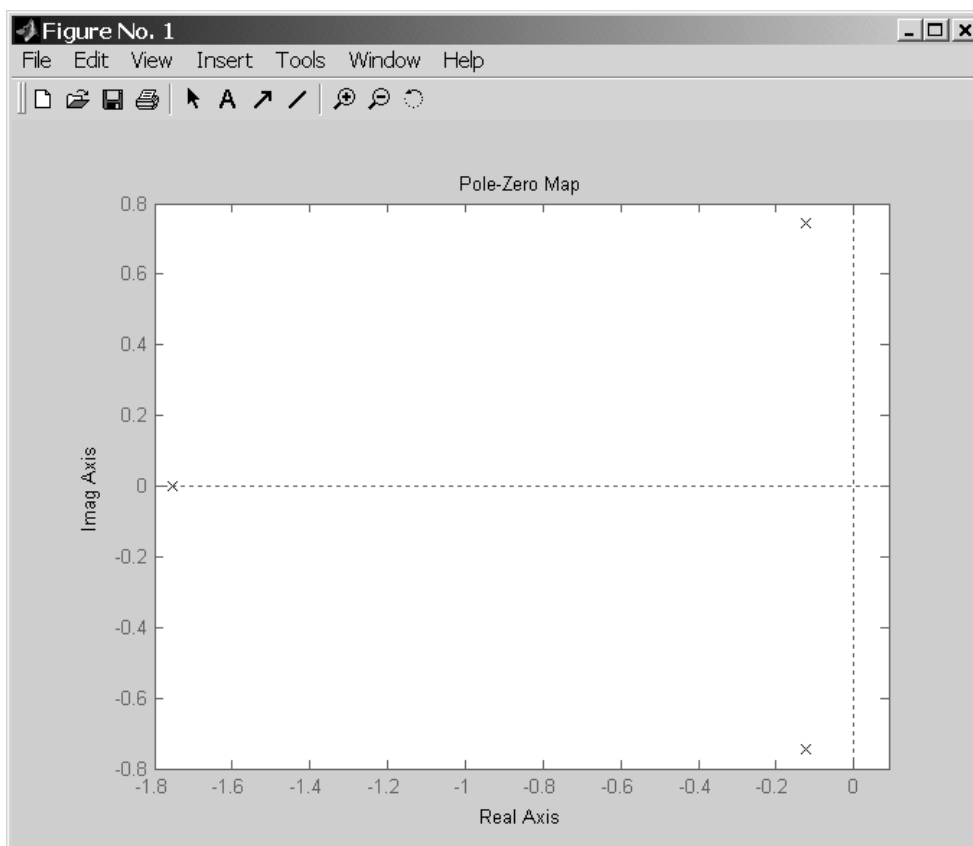 Figure No. 1
File Edit View Insert Tools Window Help
A
Pole-Zero Map
0.8
0.6
0.4
0.2
0
-0.2
-0.4
-0.6
-0.8
Imag Axis
-1.8 -1.6 -1.4 -1.2 -1 -0.8 -0.6 -0.4 -0.2 0
Real Axis